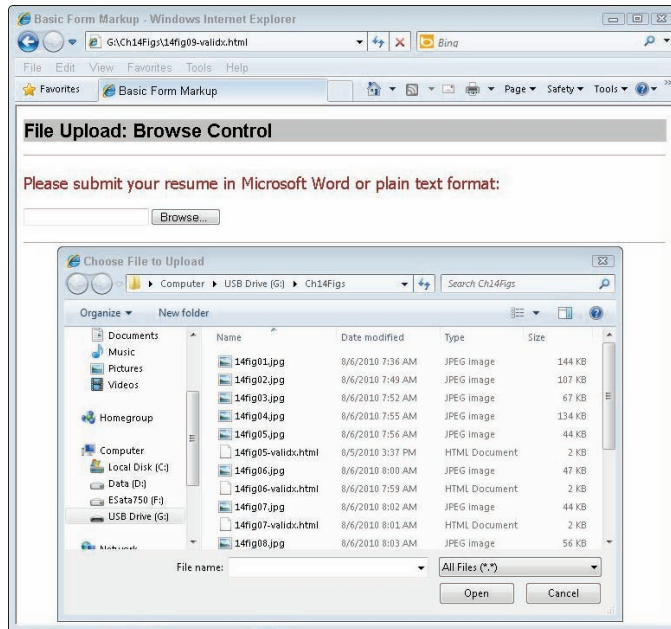 Basic Form Markup - Windows Internet Explorer
G:\Ch14Figs\14fig09-validx.html
Bing
File Edit View Favorites Tools Help
Favorites Basic Form Markup Page Safety Tools
File Upload: Browse Control
Please submit your resume in Microsoft Word or plain text format:
Browse...
Choose File to Upload
Computer USB Drive (G:) Ch14Figs Search Ch14Figs
Organize New folder
Documents
Music
Pictures
Videos
Homegroup
Computer
Local Disk (C:)
Data (D:)
ESata750 (F:)
USB Drive (G:)
Network
Name Date modified Type Size
14fig01.jpg 8/6/2010 7:36 AM JPEG image 144 KB
14fig02.jpg 8/6/2010 7:49 AM JPEG image 107 KB
14fig03.jpg 8/6/2010 7:52 AM JPEG image 67 KB
14fig04.jpg 8/6/2010 7:55 AM JPEG image 134 KB
14fig05.jpg 8/6/2010 7:56 AM JPEG image 44 KB
14fig05-validx.html 8/5/2010 3:37 PM HTML Document 2 KB
14fig06.jpg 8/6/2010 8:00 AM JPEG image 47 KB
14fig06-validx.html 8/6/2010 7:59 AM HTML Document 2 KB
14fig07.jpg 8/6/2010 8:02 AM JPEG image 44 KB
14fig07-validx.html 8/6/2010 8:01 AM HTML Document 2 KB
14fig08.jpg 8/6/2010 8:03 AM JPEG image 56 KB
File name: All Files (*.*)
Open Cancel